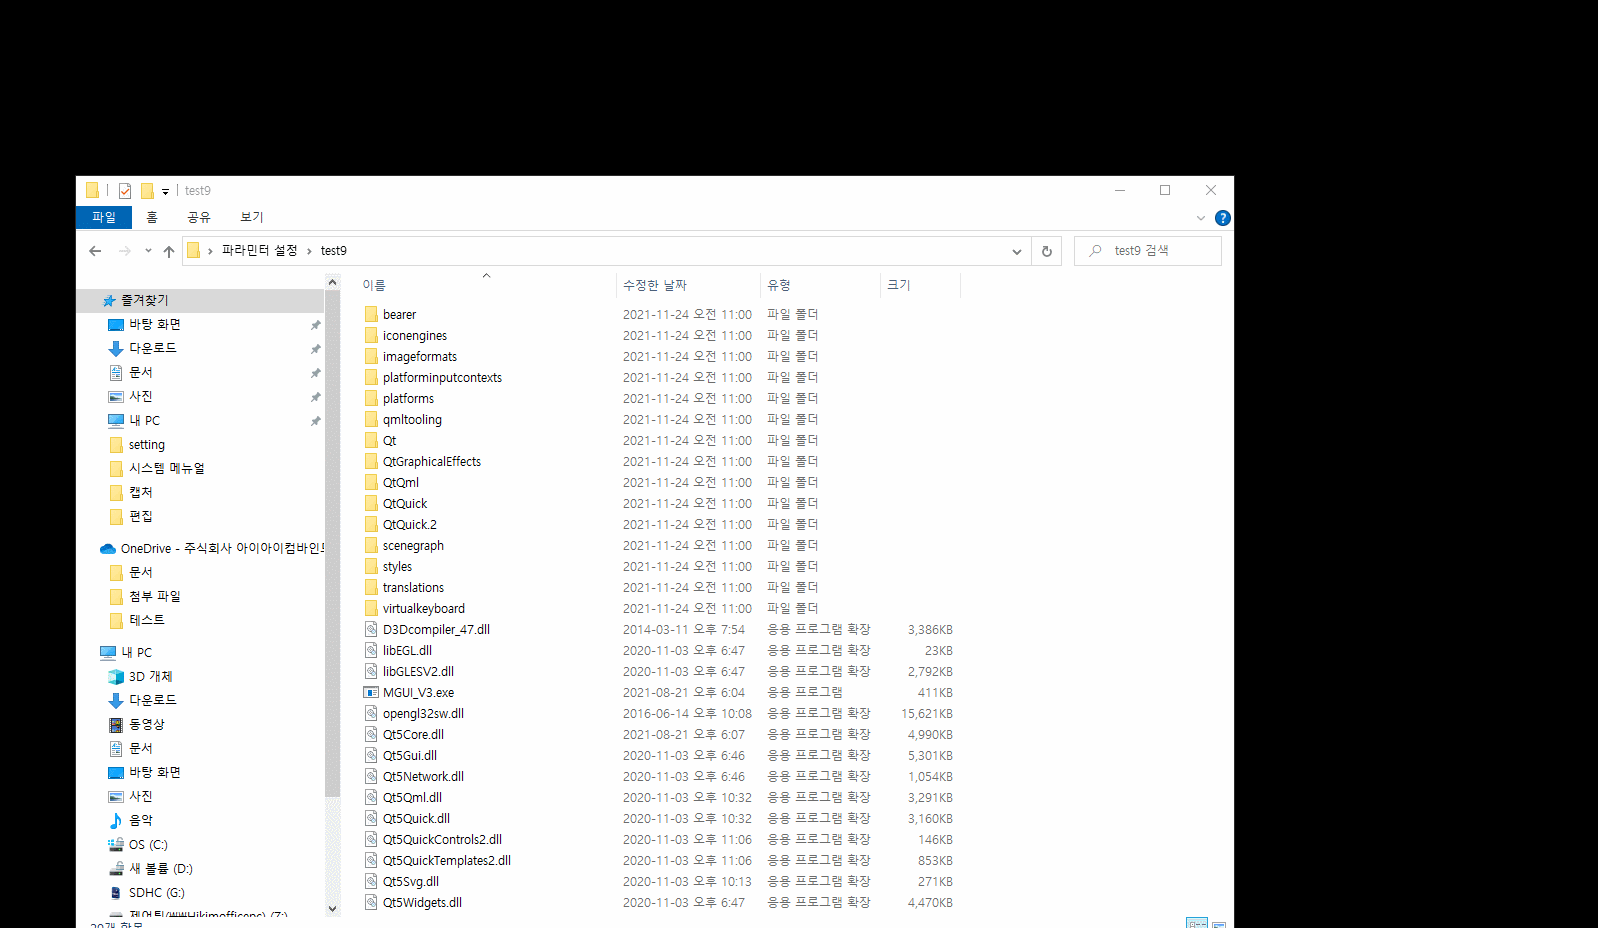 test9
파일 홈 공유 보기
파라민터 설정 › test9
test9 검색
이름 수정한 날짜 유형 크기
즐겨찾기
바탕 화면
다운로드
문서
사진
내 PC
setting
시스템 메뉴얼
캡처
편집
OneDrive - 주식회사 아이아이컴바인드
문서
첨부 파일
테스트
내 PC
3D 개체
다운로드
동영상
문서
바탕 화면
사진
음악
OS (C:)
새 볼륨 (D:)
SDHC (G:)
bearer 2021-11-24 오전 11:00 파일 폴더
iconengines 2021-11-24 오전 11:00 파일 폴더
imageformats 2021-11-24 오전 11:00 파일 폴더
platforminputcontexts 2021-11-24 오전 11:00 파일 폴더
platforms 2021-11-24 오전 11:00 파일 폴더
qmltooling 2021-11-24 오전 11:00 파일 폴더
Qt 2021-11-24 오전 11:00 파일 폴더
QtGraphicalEffects 2021-11-24 오전 11:00 파일 폴더
QtQml 2021-11-24 오전 11:00 파일 폴더
QtQuick 2021-11-24 오전 11:00 파일 폴더
QtQuick.2 2021-11-24 오전 11:00 파일 폴더
scenegraph 2021-11-24 오전 11:00 파일 폴더
styles 2021-11-24 오전 11:00 파일 폴더
translations 2021-11-24 오전 11:00 파일 폴더
virtualkeyboard 2021-11-24 오전 11:00 파일 폴더
D3Dcompiler_47.dll 2014-03-11 오후 7:54 응용 프로그램 확장 3,386KB
libEGL.dll 2020-11-03 오후 6:47 응용 프로그램 확장 23KB
libGLESV2.dll 2020-11-03 오후 6:47 응용 프로그램 확장 2,792KB
MGUI_V3.exe 2021-08-21 오후 6:04 응용 프로그램 411KB
opengl32sw.dll 2016-06-14 오후 10:08 응용 프로그램 확장 15,621KB
Qt5Core.dll 2021-08-21 오후 6:07 응용 프로그램 확장 4,990KB
Qt5Gui.dll 2020-11-03 오후 6:46 응용 프로그램 확장 5,301KB
Qt5Network.dll 2020-11-03 오후 6:46 응용 프로그램 확장 1,054KB
Qt5Qml.dll 2020-11-03 오후 10:32 응용 프로그램 확장 3,291KB
Qt5Quick.dll 2020-11-03 오후 10:32 응용 프로그램 확장 3,160KB
Qt5QuickControls2.dll 2020-11-03 오후 11:06 응용 프로그램 확장 146KB
Qt5QuickTemplates2.dll 2020-11-03 오후 11:06 응용 프로그램 확장 853KB
Qt5Svg.dll 2020-11-03 오후 10:13 응용 프로그램 확장 271KB
Qt5Widgets.dll 2020-11-03 오후 6:47 응용 프로그램 확장 4,470KB